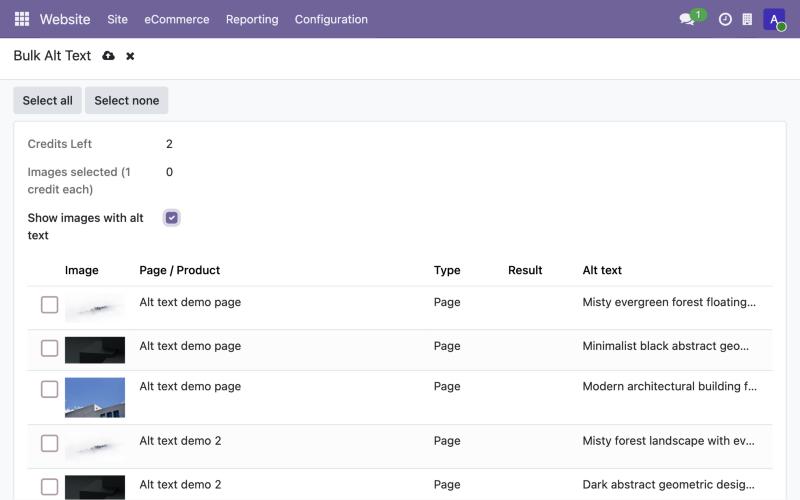 Website Site eCommerce Reporting Configuration 1 A
Bulk Alt Text
Select all Select none
Credits Left 2
Images selected (1 credit each) 0
Show images with alt text
Image Page / Product Type Result Alt text
Alt text demo page Page Misty evergreen forest floating...
Alt text demo page Page Minimalist black abstract geo...
Alt text demo page Page Modern architectural building f...
Alt text demo 2 Page Misty forest landscape with ev...
Alt text demo 2 Page Dark abstract geometric desig...